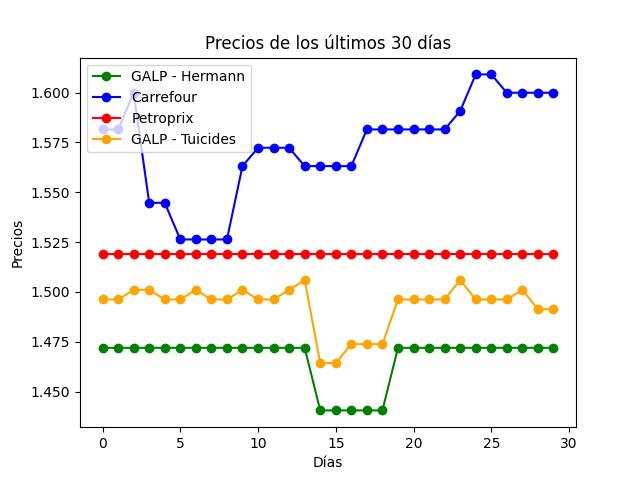 Precios de los últimos 30 días
GALP - Hermann
Carrefour
Petroprix
GALP - Tuicides
Precios
1.600
1.575
1.550
1.525
1.500
1.475
1.450
0 5 10 15 20 25 30
Días